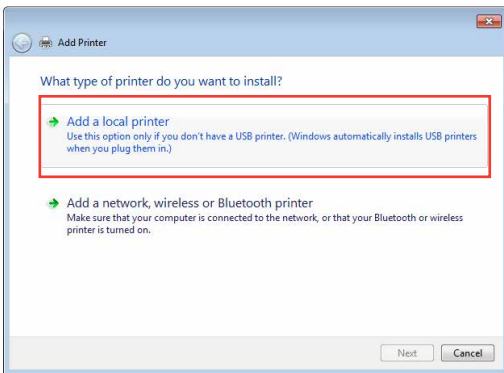 Add Printer
What type of printer do you want to install?
Add a local printer
Use this option only if you don't have a USB printer. (Windows automatically installs USB printers
when you plug them in.)
Add a network, wireless or Bluetooth printer
Make sure that your computer is connected to the network, or that your Bluetooth or wireless
printer is turned on.
Next Cancel